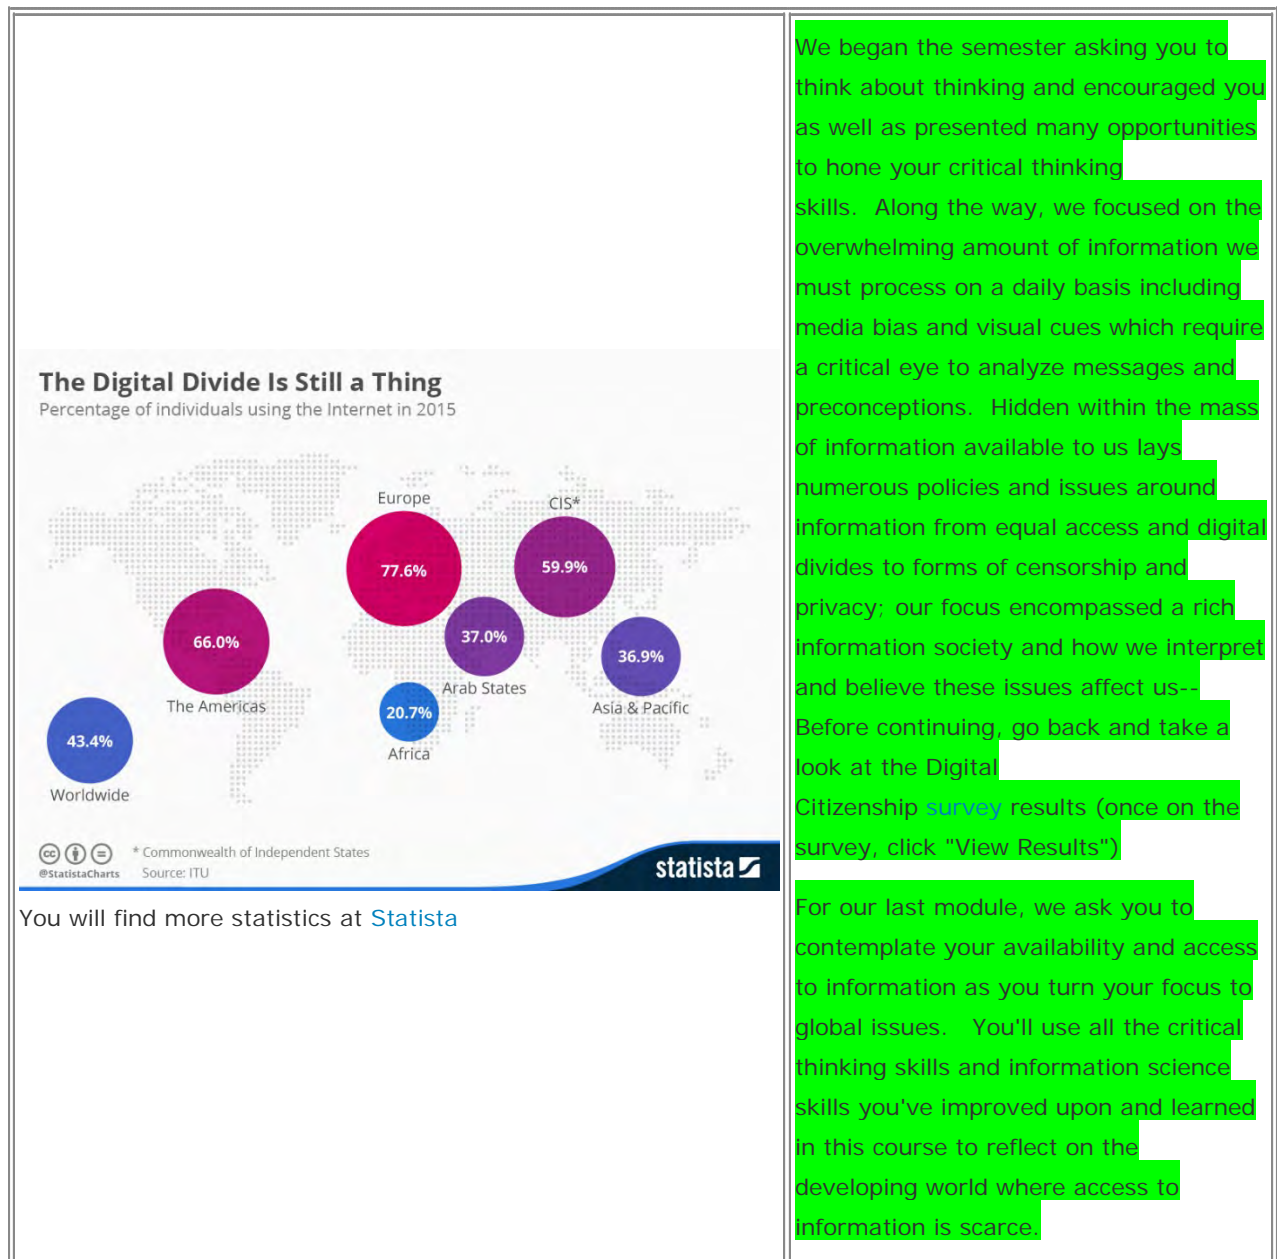 The Digital Divide Is Still a Thing
Percentage of individuals using the Internet in 2015
Europe
77.6%
CIS*
59.9%
66.0%
The Americas
37.0%
Arab States
36.9%
Asia & Pacific
20.7%
Africa
43.4%
Worldwide
cc
@StatistaCharts
* Commonwealth of Independent States
Source: ITU
statista
You will find more statistics at Statista
We began the semester asking you to
think about thinking and encouraged you
as well as presented many opportunities
to hone your critical thinking
skills.  Along the way, we focused on the
overwhelming amount of information we
must process on a daily basis including
media bias and visual cues which require
a critical eye to analyze messages and
preconceptions.  Hidden within the mass
of information available to us lays
numerous policies and issues around
information from equal access and digital
divides to forms of censorship and
privacy; our focus encompassed a rich
information society and how we interpret
and believe these issues affect us--
Before continuing, go back and take a
look at the Digital
Citizenship survey results (once on the
survey, click "View Results")
For our last module, we ask you to
contemplate your availability and access
to information as you turn your focus to
global issues.   You'll use all the critical
thinking skills and information science
skills you've improved upon and learned
in this course to reflect on the
developing world where access to
information is scarce.